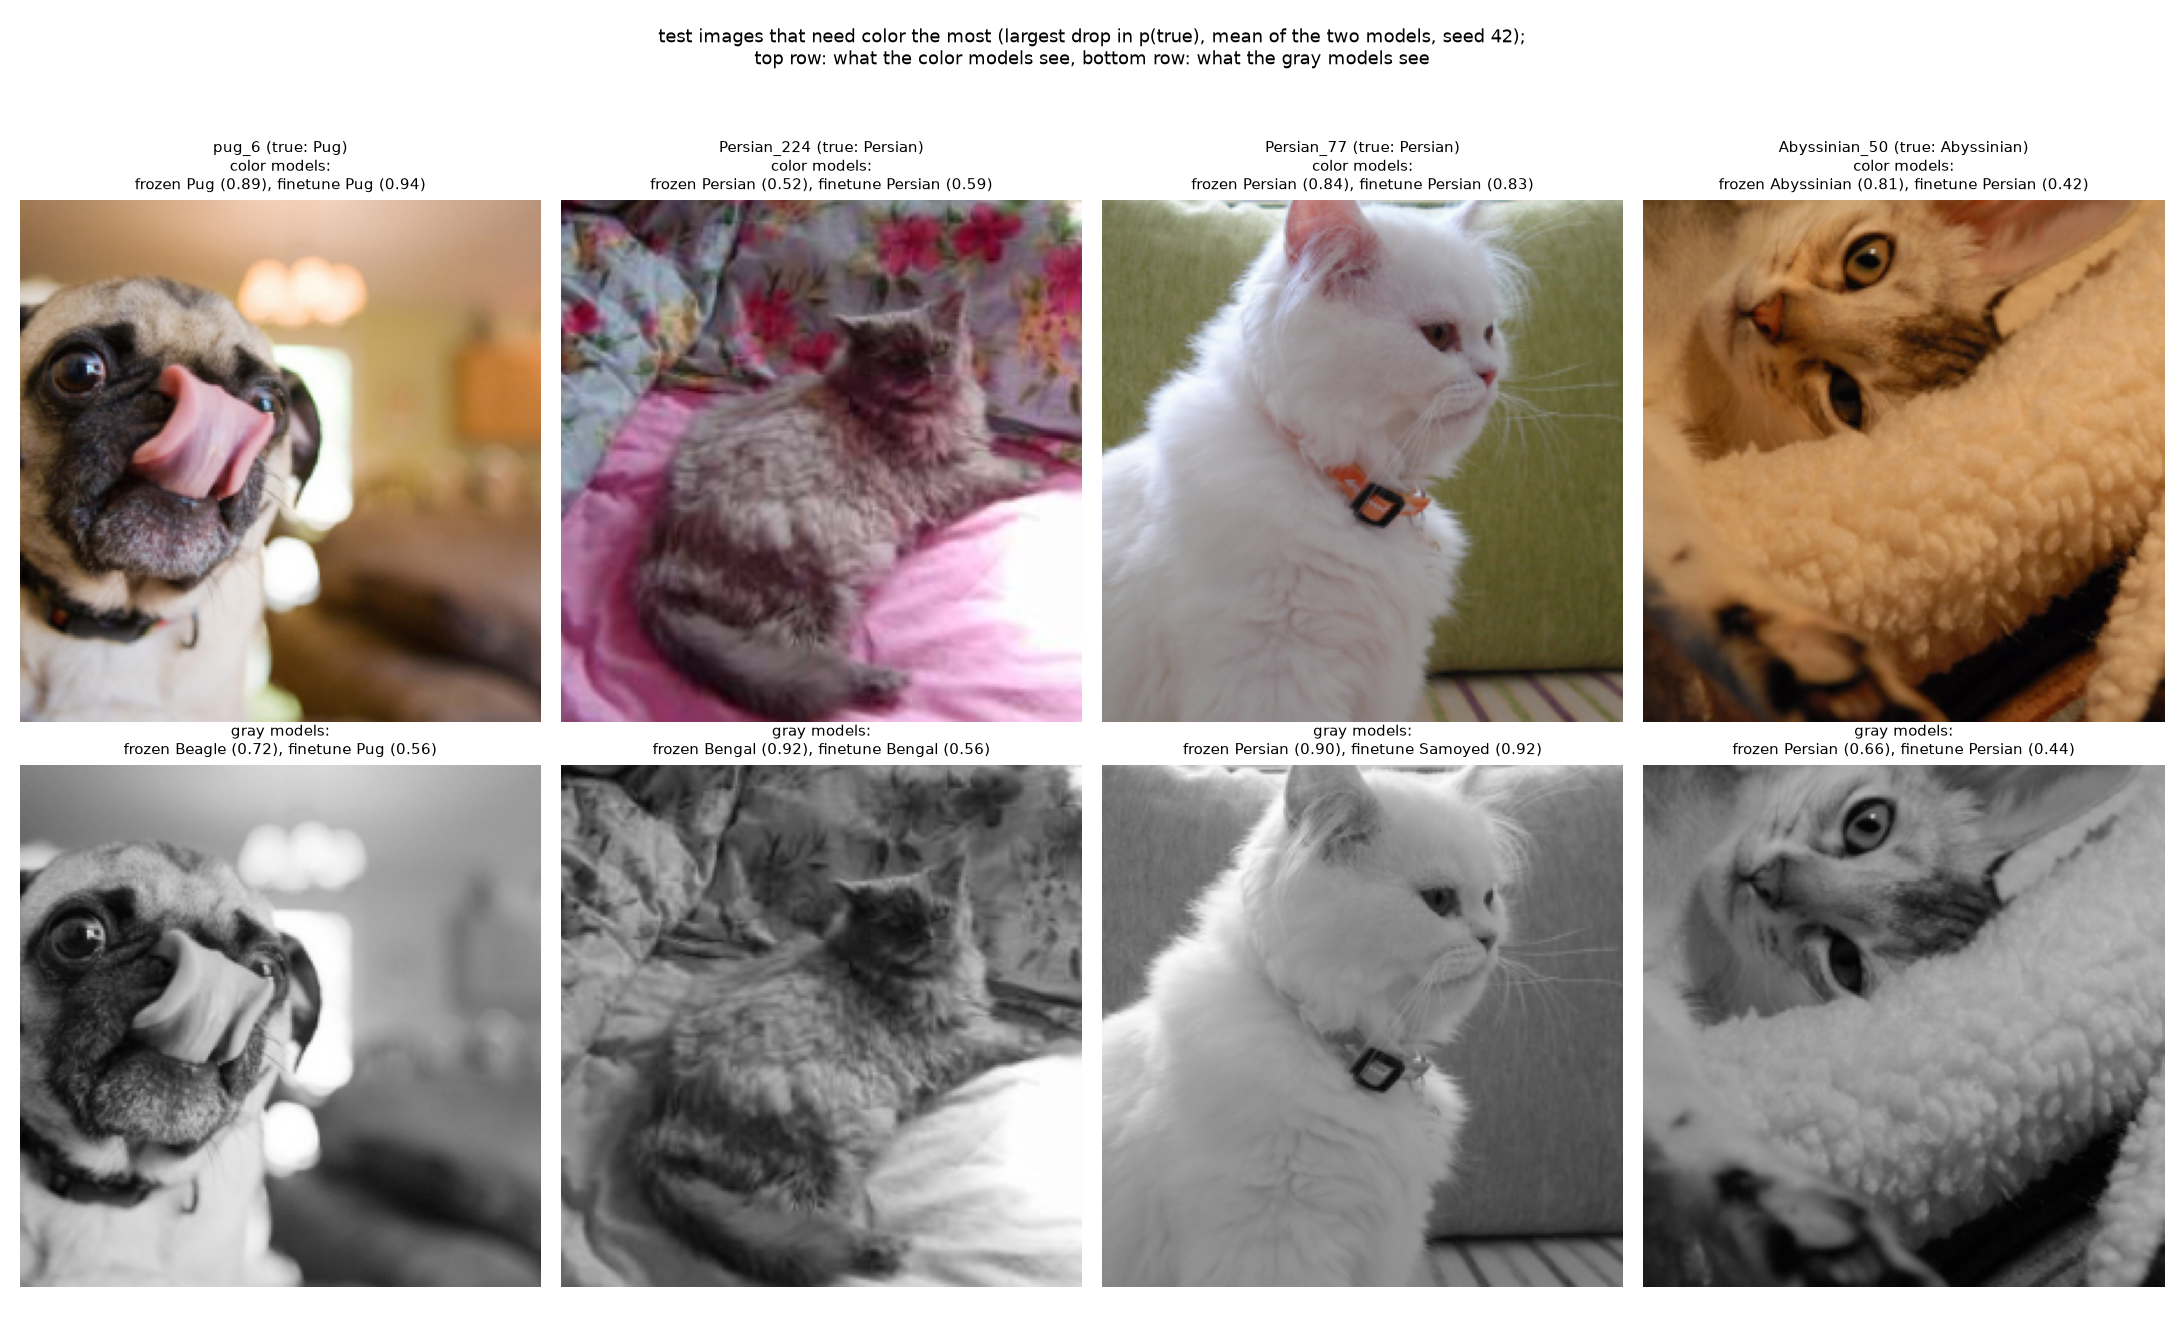 test images that need color the most (largest drop in p(true), mean of the two models, seed 42);
top row: what the color models see, bottom row: what the gray models see
pug_6 (true: Pug)
color models:
frozen Pug (0.89), finetune Pug (0.94)
Persian_224 (true: Persian)
color models:
frozen Persian (0.52), finetune Persian (0.59)
Persian_77 (true: Persian)
color models:
frozen Persian (0.84), finetune Persian (0.83)
Abyssinian_50 (true: Abyssinian)
color models:
frozen Abyssinian (0.81), finetune Persian (0.42)
gray models:
frozen Beagle (0.72), finetune Pug (0.56)
gray models:
frozen Bengal (0.92), finetune Bengal (0.56)
gray models:
frozen Persian (0.90), finetune Samoyed (0.92)
gray models:
frozen Persian (0.66), finetune Persian (0.44)